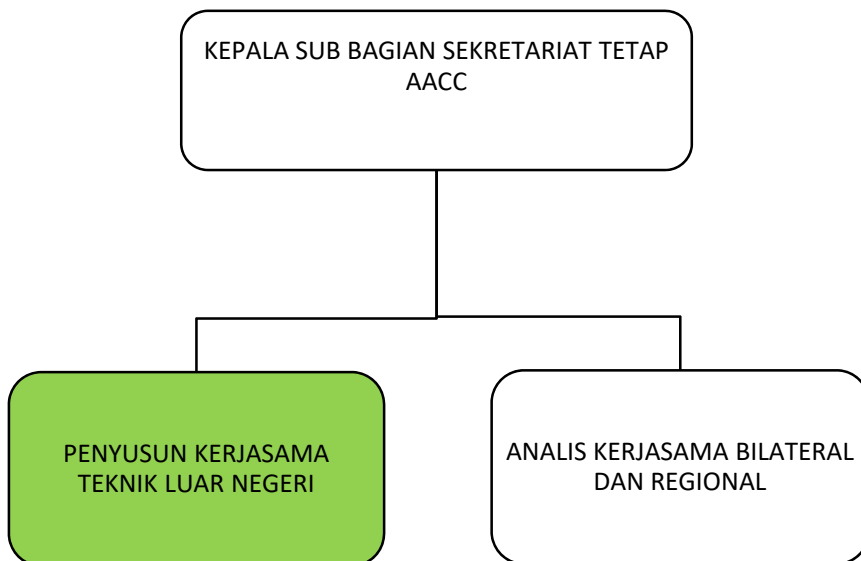 KEPALA SUB BAGIAN SEKRETARIAT TETAP
AACC
PENYUSUN KERJASAMA
TEKNIK LUAR NEGERI
ANALIS KERJASAMA BILATERAL
DAN REGIONAL